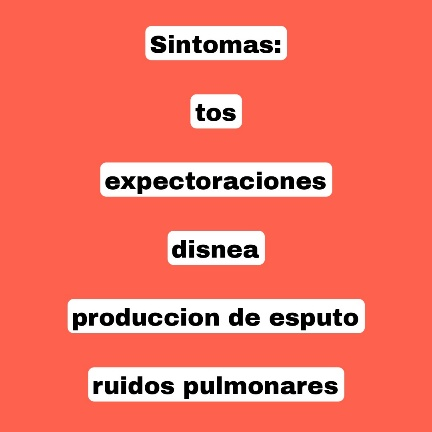 Sintomas:
tos
expectoraciones
disnea
produccion de esputo
ruidos pulmonares